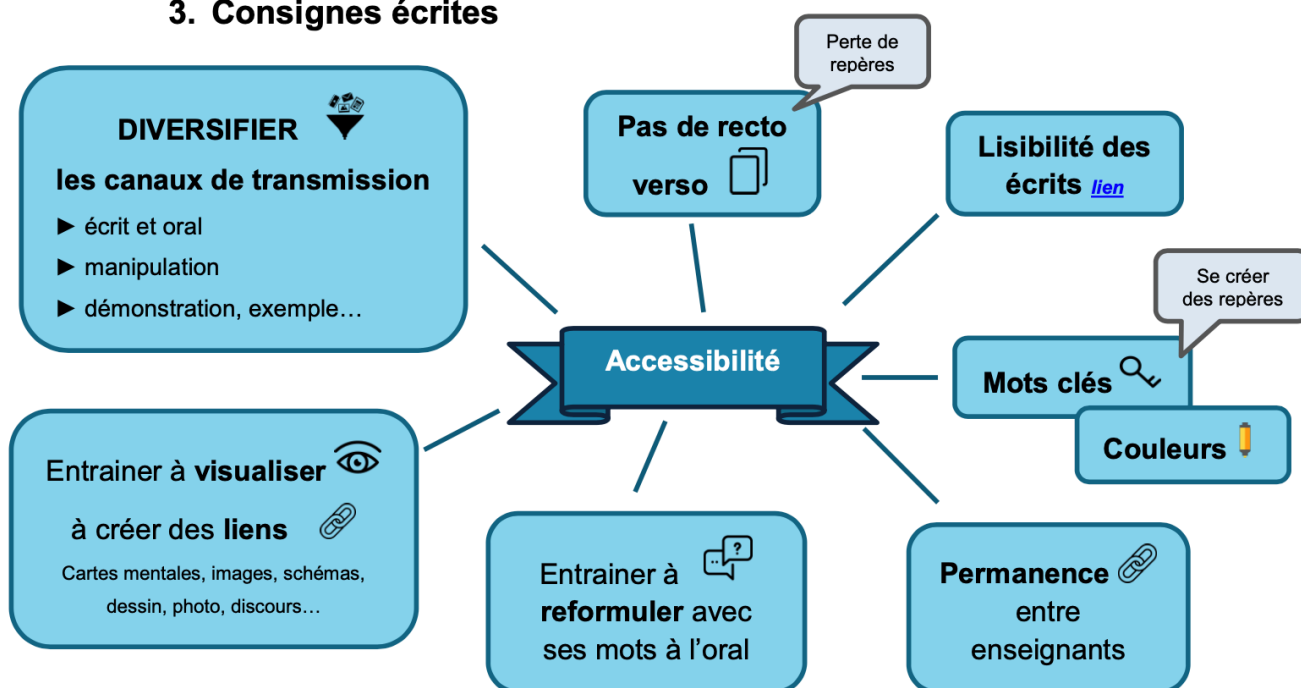 3. Consignes écrites
DIVERSIFIER
les canaux de transmission
► écrit et oral
► manipulation
► démonstration, exemple…
Perte de
repères
Pas de recto
verso
Lisibilité des
écrits lien
Se créer
des repères
Accessibilité
Mots clés
Couleurs
Entrainer à visualiser
à créer des liens
Cartes mentales, images, schémas,
dessin, photo, discours…
?
Entrainer à
reformuler avec
ses mots à l'oral
Permanence
entre
enseignants